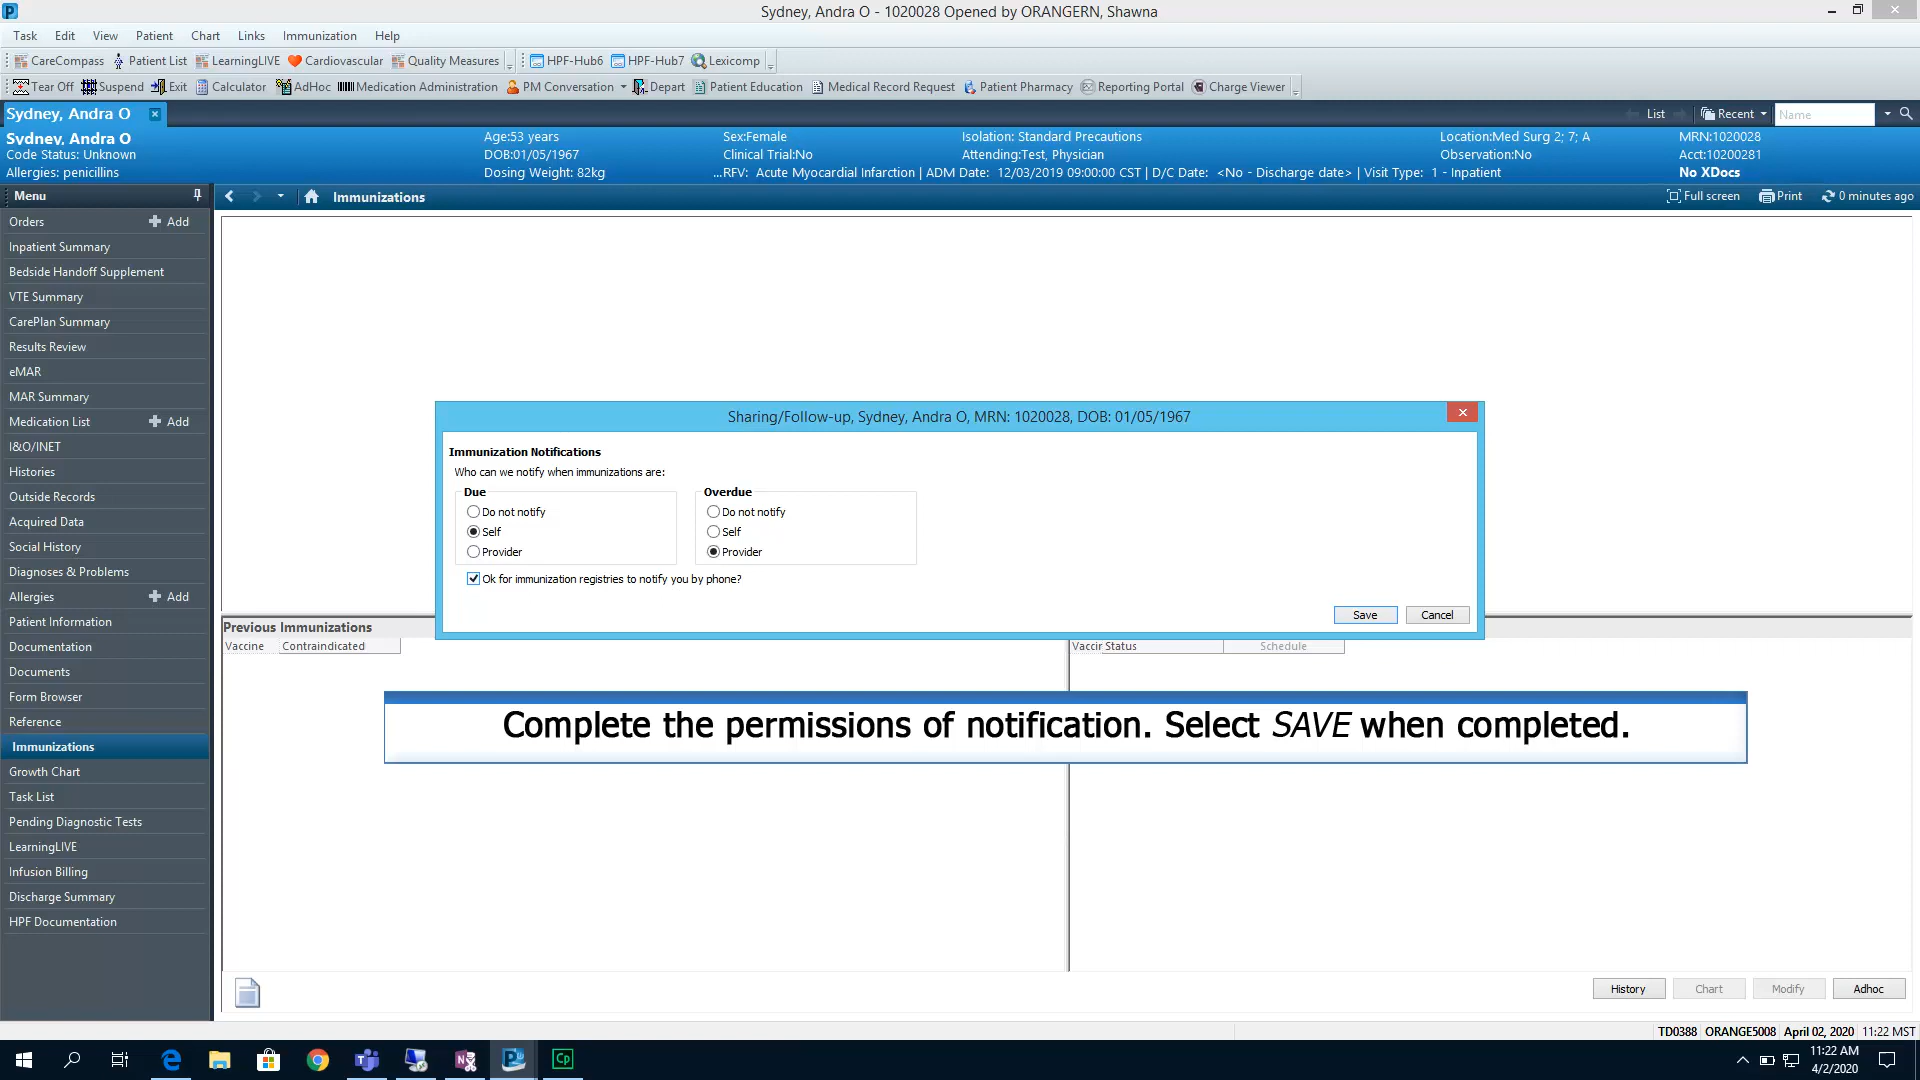 Sydney, Andra O - 1020028 Opened by ORANGERN, Shawna
Task Edit View Patient Chart Links Immunization Help
CareCompass Patient List LearningLIVE Cardiovascular Quality Measures HPF-Hub6 HPF-Hub7 Lexicomp
Tear Off Suspend Exit Calculator AdHoc Medication Administration PM Conversation Depart Patient Education Medical Record Request Patient Pharmacy Reporting Portal Charge Viewer
Sydney, Andra O List Recent Name
Sydney, Andra O Age:53 years Sex:Female Isolation: Standard Precautions Location:Med Surg 2; 7; A MRN:1020028
Code Status: Unknown DOB:01/05/1967 Clinical Trial:No Attending:Test, Physician Observation:No Acct:10200281
Allergies: penicillins Dosing Weight: 82kg ...RFV: Acute Myocardial Infarction | ADM Date: 12/03/2019 09:00:00 CST | D/C Date: <No - Discharge date> | Visit Type: 1 - Inpatient No XDocs
Menu Immunizations Full screen Print 0 minutes ago
Orders Add
Inpatient Summary
Bedside Handoff Supplement
VTE Summary
CarePlan Summary
Results Review
eMAR
MAR Summary
Medication List Add
I&O/INET
Histories
Outside Records
Acquired Data
Social History
Diagnoses & Problems
Allergies Add
Patient Information
Documentation
Documents
Form Browser
Reference
Immunizations
Growth Chart
Task List
Pending Diagnostic Tests
LearningLIVE
Infusion Billing
Discharge Summary
HPF Documentation
Sharing/Follow-up, Sydney, Andra O, MRN: 1020028, DOB: 01/05/1967
Immunization Notifications
Who can we notify when immunizations are:
Due Overdue
Do not notify Do not notify
Self Self
Provider Provider
Ok for immunization registries to notify you by phone?
Save Cancel
Previous Immunizations
Vaccine Contraindicated Vaccir Status Schedule
Complete the permissions of notification. Select SAVE when completed.
History Chart Modify Adhoc
TD0388 ORANGE5008 April 02, 2020 11:22 MST
11:22 AM
4/2/2020